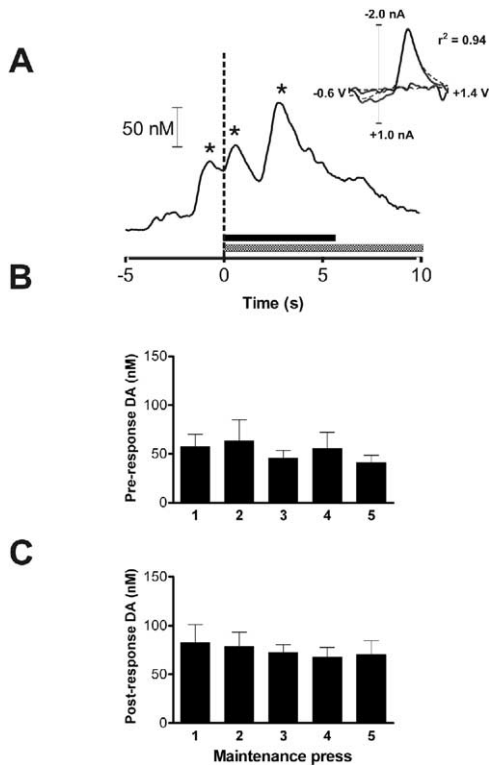 A
-2.0 nA
r² = 0.94
-0.6 V
+1.4 V
+1.0 nA
50 nM
*
*
*
-5
0
5
10
Time (s)
B
Pre-response DA (nM)
150
100
50
0
1 2 3 4 5
C
Post-response DA (nM)
150
100
50
0
1 2 3 4 5
Maintenance press